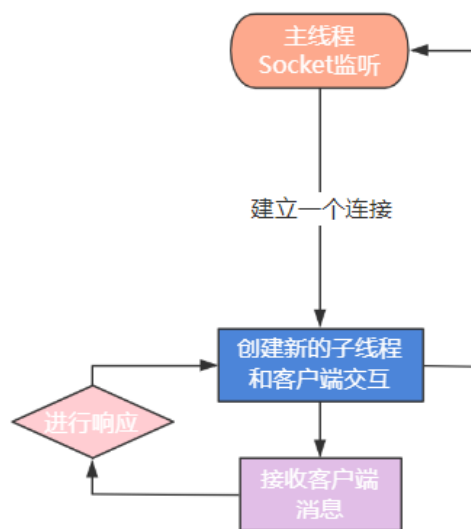 主线程
Socket监听
建立一个连接
创建新的子线程
和客户端交互
进行响应
接收客户端
消息